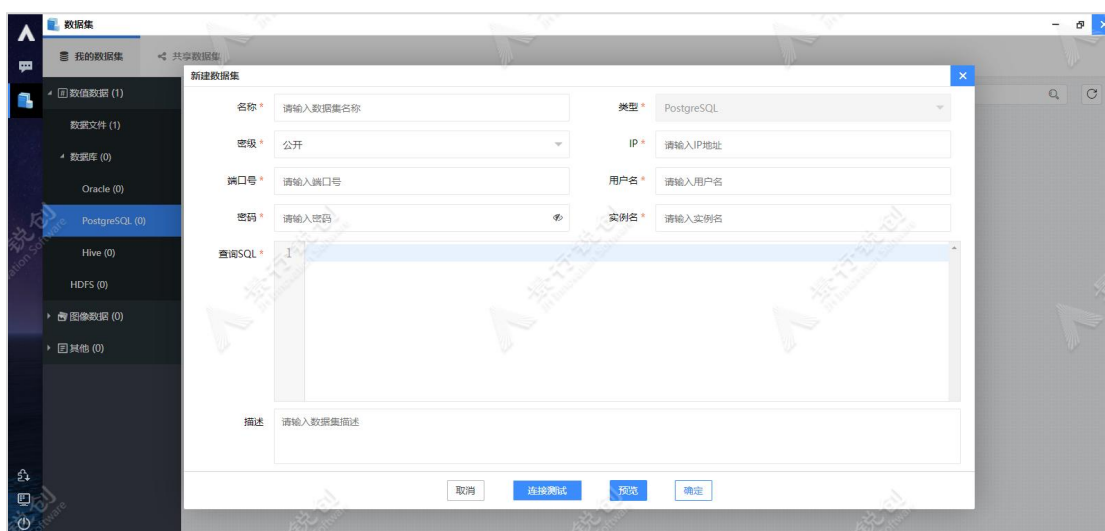 数据集
我的数据集 共享数据集
数值数据 (1)
数据文件 (1)
数据库 (0)
Oracle (0)
PostgreSQL (0)
Hive (0)
HDFS (0)
图像数据 (0)
其他 (0)
新建数据集
名称 * 请输入数据集名称 类型 * PostgreSQL
密级 * 公开 IP * 请输入IP地址
端口号 * 请输入端口号 用户名 * 请输入用户名
密码 * 请输入密码 实例名 * 请输入实例名
查询SQL * 1
描述 请输入数据集描述
取消 连接测试 预览 确定